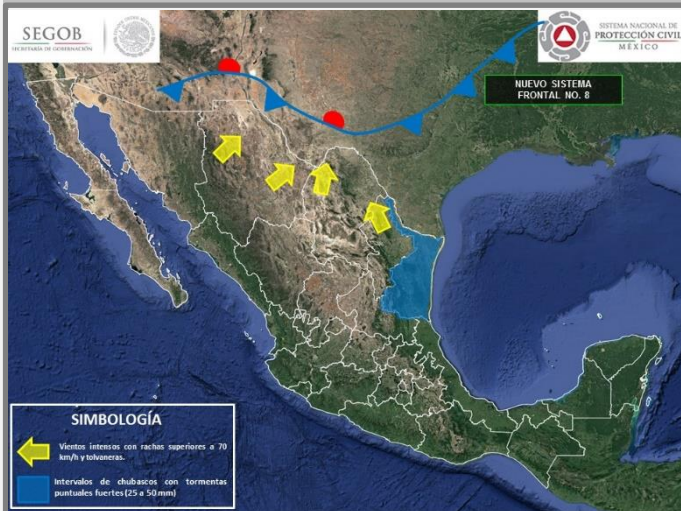 SEGOB
SECRETARÍA DE GOBERNACIÓN
SISTEMA NACIONAL DE
PROTECCIÓN CIVIL
MÉXICO
NUEVO SISTEMA
FRONTAL NO. 8
SIMBOLOGÍA
Vientos intensos con rachas superiores a 70
km/h y tolvaneras.
Intervalos de chubascos con tormentas
puntuales fuertes (25 a 50 mm)